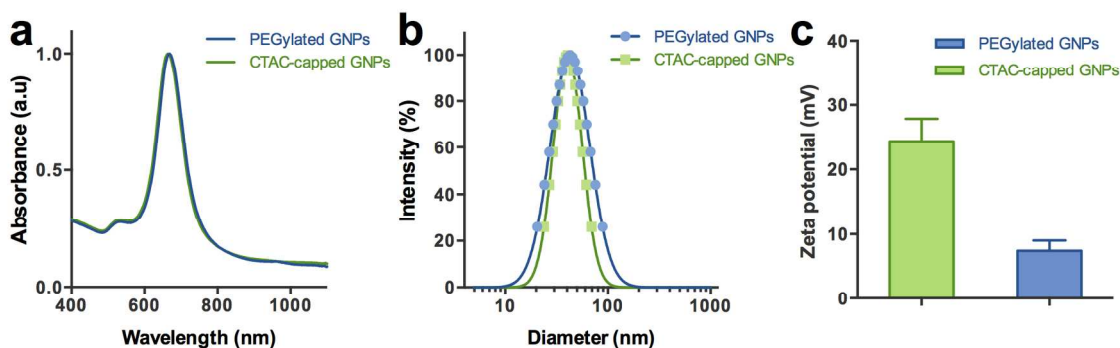 a
PEGylated GNPs
CTAC-capped GNPs
1.0
0.5
0.0
400
600
800
1000
Absorbance (a.u)
Wavelength (nm)
b
PEGylated GNPs
CTAC-capped GNPs
100
80
60
40
20
0
10
100
1000
Intensity (%)
Diameter (nm)
c
PEGylated GNPs
CTAC-capped GNPs
40
30
20
10
0
Zeta potential (mV)